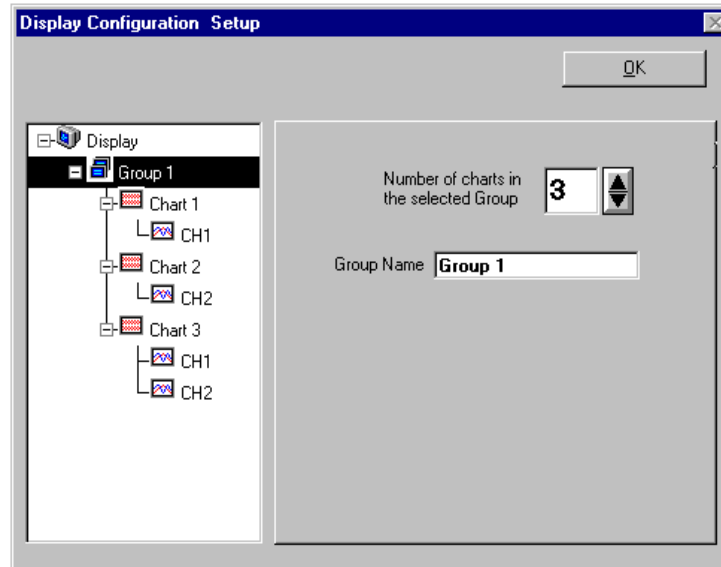 Display Configuration Setup
OK
Display
Group 1
Chart 1
CH1
Chart 2
CH2
Chart 3
CH1
CH2
Number of charts in
the selected Group
3
Group Name
Group 1